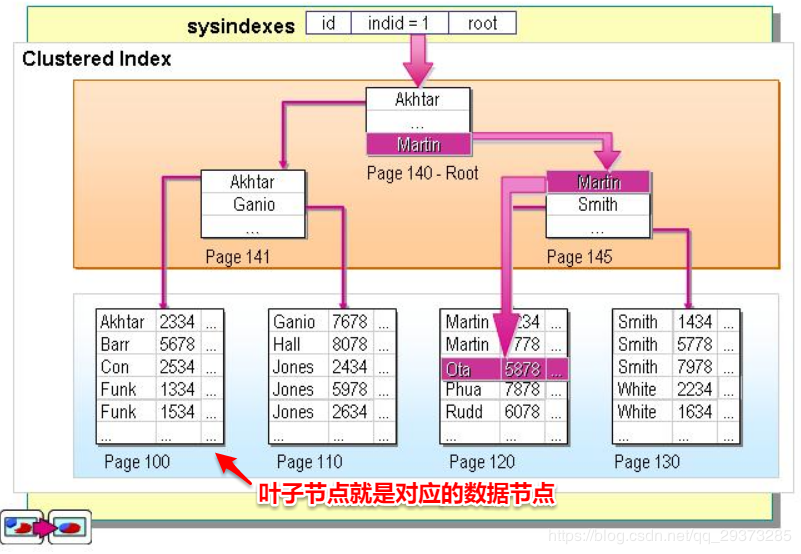 sysindexes id indid = 1 root
Clustered Index
Akhtar
...
Martin
Page 140 - Root
Akhtar
Ganio
...
Page 141
Martin
Smith
...
Page 145
Akhtar 2334 ...
Barr 5678 ...
Con 2534 ...
Funk 1334 ...
Funk 1534 ...
... ... ...
Page 100
Ganio 7678 ...
Hall 8078 ...
Jones 2434 ...
Jones 5978 ...
Jones 2634 ...
... ... ...
Page 110
Martin 234 ...
Martin 778 ...
Ota 5878 ...
Phua 7878 ...
Rudd 6078 ...
... ... ...
Page 120
Smith 1434 ...
Smith 5778 ...
Smith 7978 ...
White 2234 ...
White 1634 ...
... ... ...
Page 130
叶子节点就是对应的数据节点
https://blog.csdn.net/qq_29373285